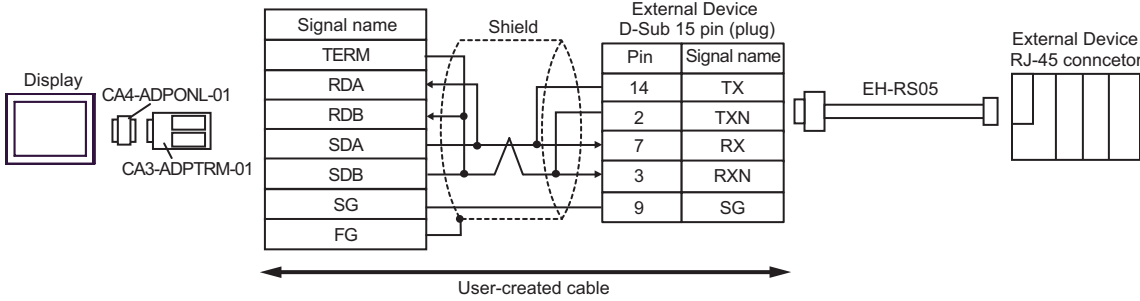 Display
CA4-ADPONL-01
CA3-ADPTRM-01
Signal name
TERM
RDA
RDB
SDA
SDB
SG
FG
Shield
External Device
D-Sub 15 pin (plug)
Pin Signal name
14 TX
2 TXN
7 RX
3 RXN
9 SG
EH-RS05
External Device
RJ-45 conncetor
User-created cable